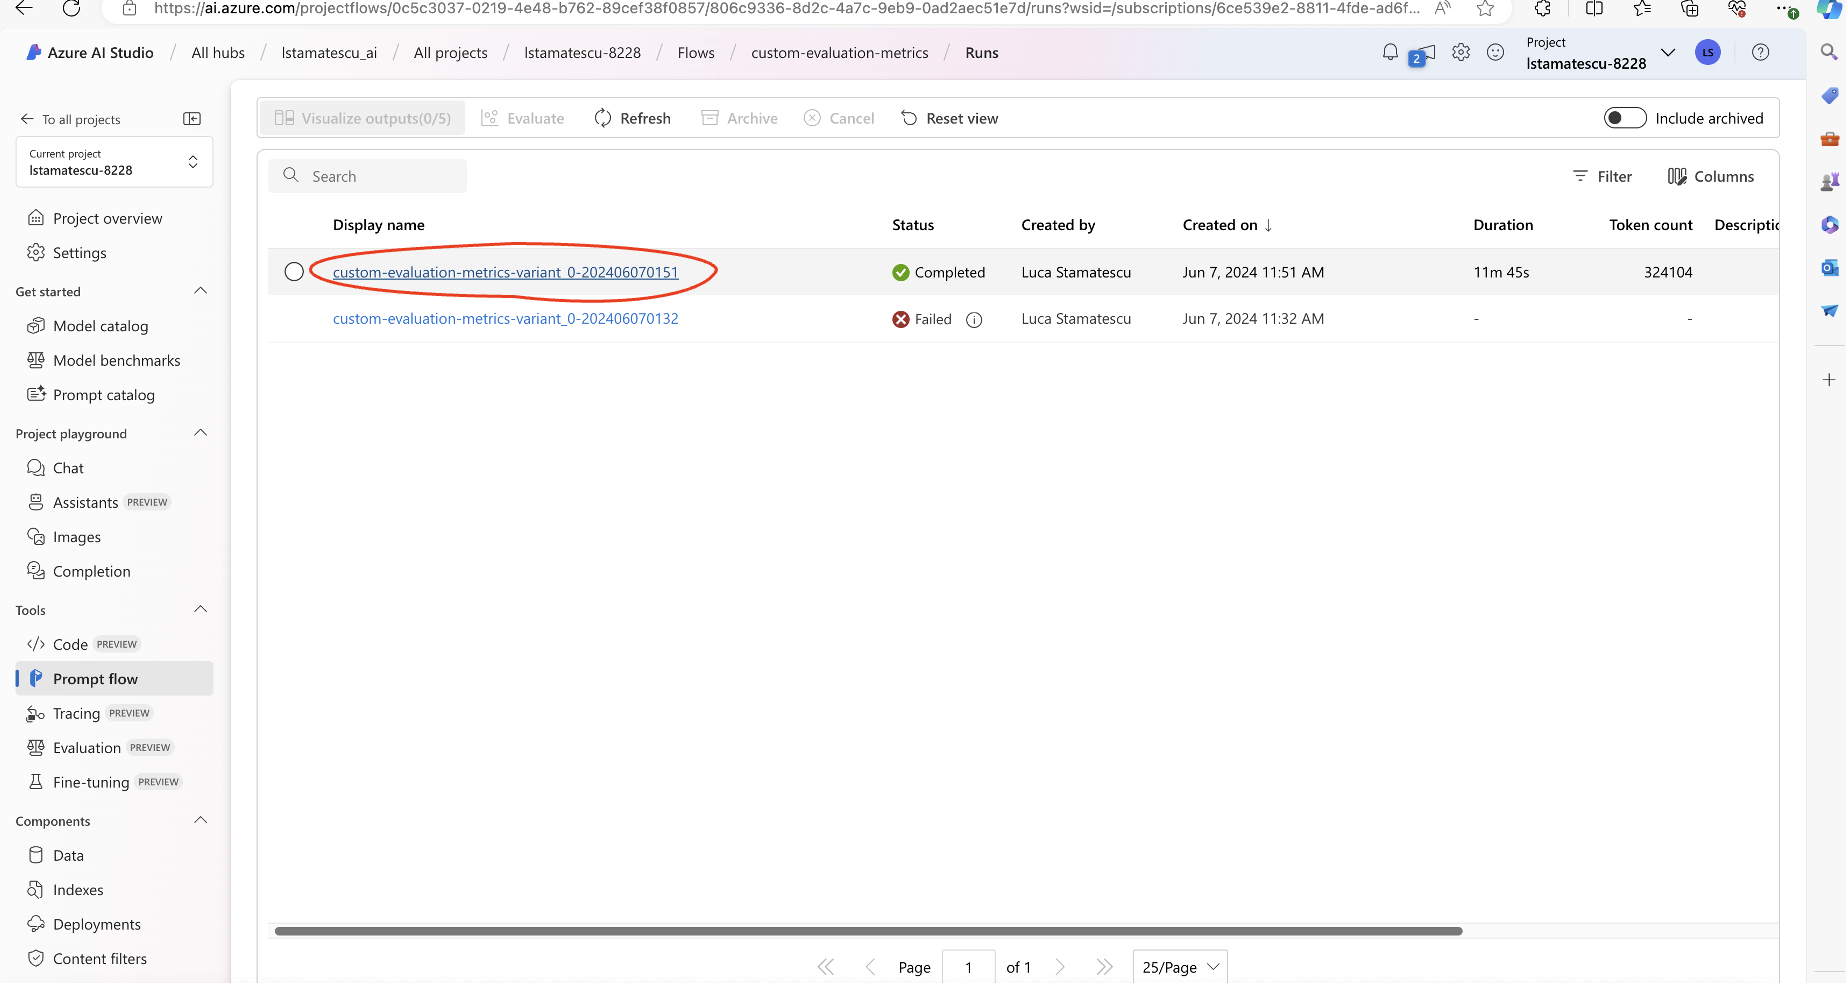 https://ai.azure.com/projectflows/0c5c3037-0219-4e48-b762-89cef38f0857/806c9336-8d2c-4a7c-9eb9-0ad2aec51e7d/runs?wsid=/subscriptions/6ce539e2-8811-4fde-ad6f...
Azure AI Studio / All hubs / lstamatescu_ai / All projects / lstamatescu-8228 / Flows / custom-evaluation-metrics / Runs
2
Project
lstamatescu-8228
LS
To all projects
Current project
lstamatescu-8228
Project overview
Settings
Get started
Model catalog
Model benchmarks
Prompt catalog
Project playground
Chat
Assistants PREVIEW
Images
Completion
Tools
Code PREVIEW
Prompt flow
Tracing PREVIEW
Evaluation PREVIEW
Fine-tuning PREVIEW
Components
Data
Indexes
Deployments
Content filters
Visualize outputs(0/5) Evaluate Refresh Archive Cancel Reset view Include archived
Search Filter Columns
Display name Status Created by Created on ↓ Duration Token count Descriptio
custom-evaluation-metrics-variant_0-202406070151 Completed Luca Stamatescu Jun 7, 2024 11:51 AM 11m 45s 324104
custom-evaluation-metrics-variant_0-202406070132 Failed Luca Stamatescu Jun 7, 2024 11:32 AM - -
Page 1 of 1 25/Page